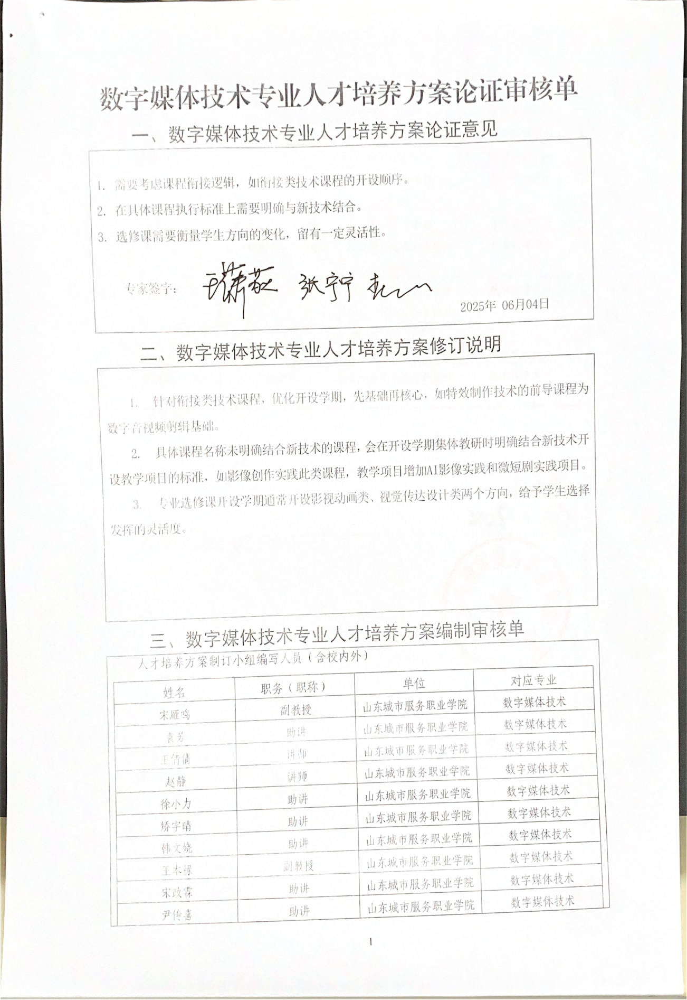 数字媒体技术专业人才培养方案论证审核单
一、数字媒体技术专业人才培养方案论证意见
1. 需要考虑课程衔接逻辑，如衔接类技术课程的开设顺序。
2. 在具体课程执行标准上需要明确与新技术结合。
3. 选修课需要衡量学生方向的变化，留有一定灵活性。
专家签字： 张宁宁
2025年 06月04日
二、数字媒体技术专业人才培养方案修订说明
1. 针对衔接类技术课程，优化开设学期，先基础再核心，如特效制作技术的前导课程为
数字音视频剪辑基础。
2. 具体课程名称未明确结合新技术的课程，会在开设学期集体教研时明确结合新技术开
设教学项目的标准，如影像创作实践此类课程，教学项目增加AI影像实践和微短剧实践项目。
3. 专业选修课开设学期通常开设影视动画类、视觉传达设计类两个方向，给予学生选择
发挥的灵活度。
三、数字媒体技术专业人才培养方案编制审核单
人才培养方案制订小组编写人员（含校内外）
姓名 职务（职称） 单位 对应专业
宋雁鸣 副教授 山东城市服务职业学院 数字媒体技术
袁芳 助讲 山东城市服务职业学院 数字媒体技术
王倩倩 讲师 山东城市服务职业学院 数字媒体技术
赵静 讲师 山东城市服务职业学院 数字媒体技术
徐小力 助讲 山东城市服务职业学院 数字媒体技术
矫宇晴 助讲 山东城市服务职业学院 数字媒体技术
韩文娆 助讲 山东城市服务职业学院 数字媒体技术
王本禄 副教授 山东城市服务职业学院 数字媒体技术
宋政霖 助讲 山东城市服务职业学院 数字媒体技术
尹传喜 助讲 山东城市服务职业学院 数字媒体技术
1